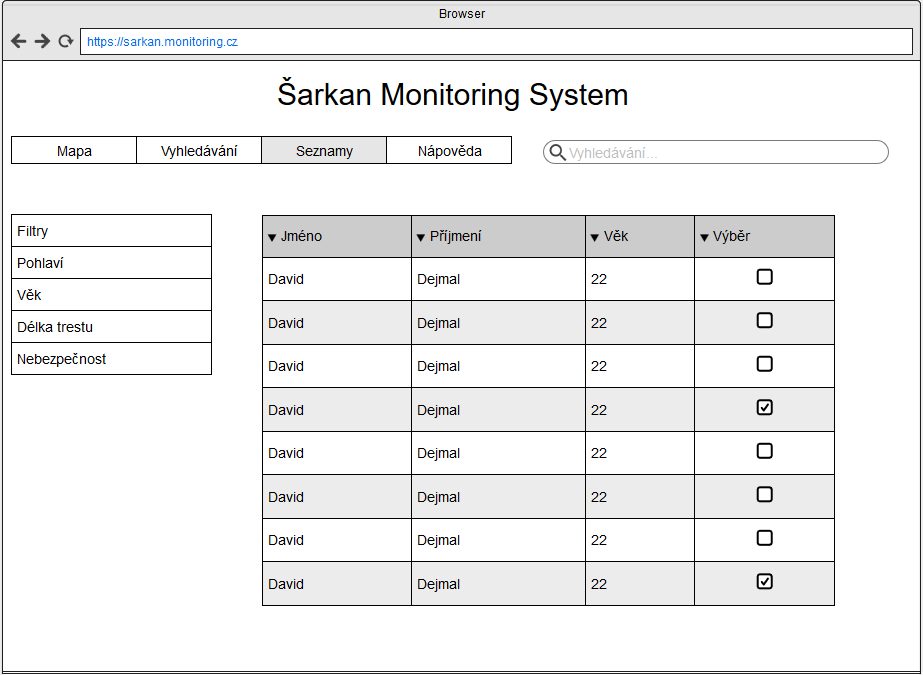 Browser
https://sarkan.monitoring.cz
Šarkan Monitoring System
Mapa Vyhledávání Seznamy Nápověda Vyhledávání...
Filtry
Pohlaví
Věk
Délka trestu
Nebezpečnost
Jméno Příjmení Věk Výběr
David Dejmal 22
David Dejmal 22
David Dejmal 22
David Dejmal 22
David Dejmal 22
David Dejmal 22
David Dejmal 22
David Dejmal 22